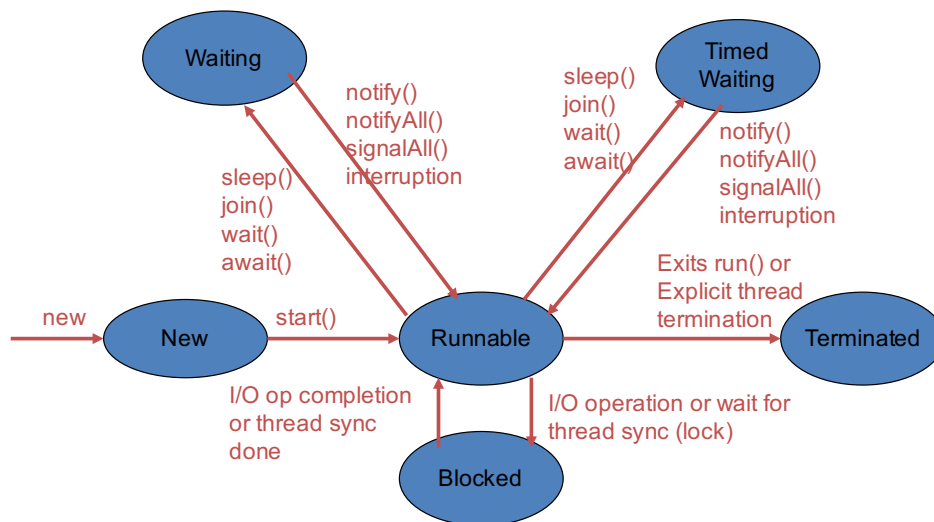 Waiting
Timed
Waiting
notify()
notifyAll()
signalAll()
interruption
sleep()
join()
wait()
await()
sleep()
join()
wait()
await()
notify()
notifyAll()
signalAll()
interruption
new
New
start()
Runnable
Exits run() or
Explicit thread
termination
Terminated
I/O op completion
or thread sync
done
I/O operation or wait for
thread sync (lock)
Blocked